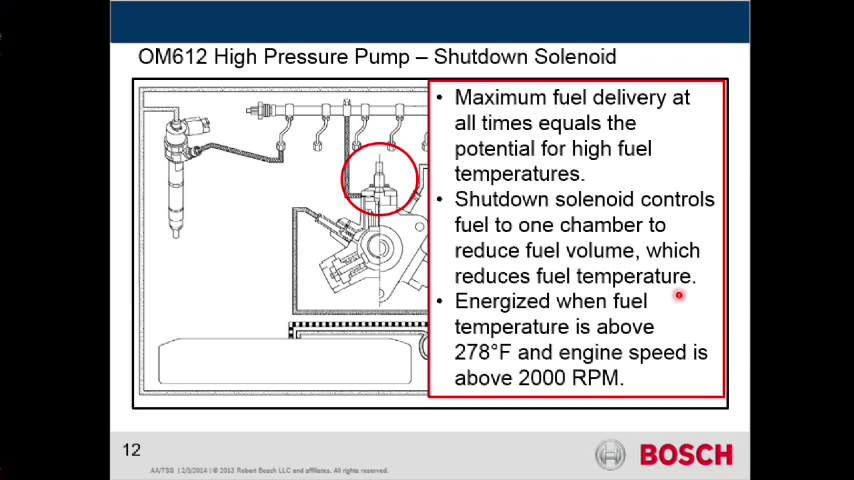 OM612 High Pressure Pump – Shutdown Solenoid
• Maximum fuel delivery at
all times equals the
potential for high fuel
temperatures.
• Shutdown solenoid controls
fuel to one chamber to
reduce fuel volume, which
reduces fuel temperature.
• Energized when fuel
temperature is above
278°F and engine speed is
above 2000 RPM.
12
AA/TSS | 2/3/2014 | © 2013 Robert Bosch LLC and affiliates. All rights reserved.
BOSCH